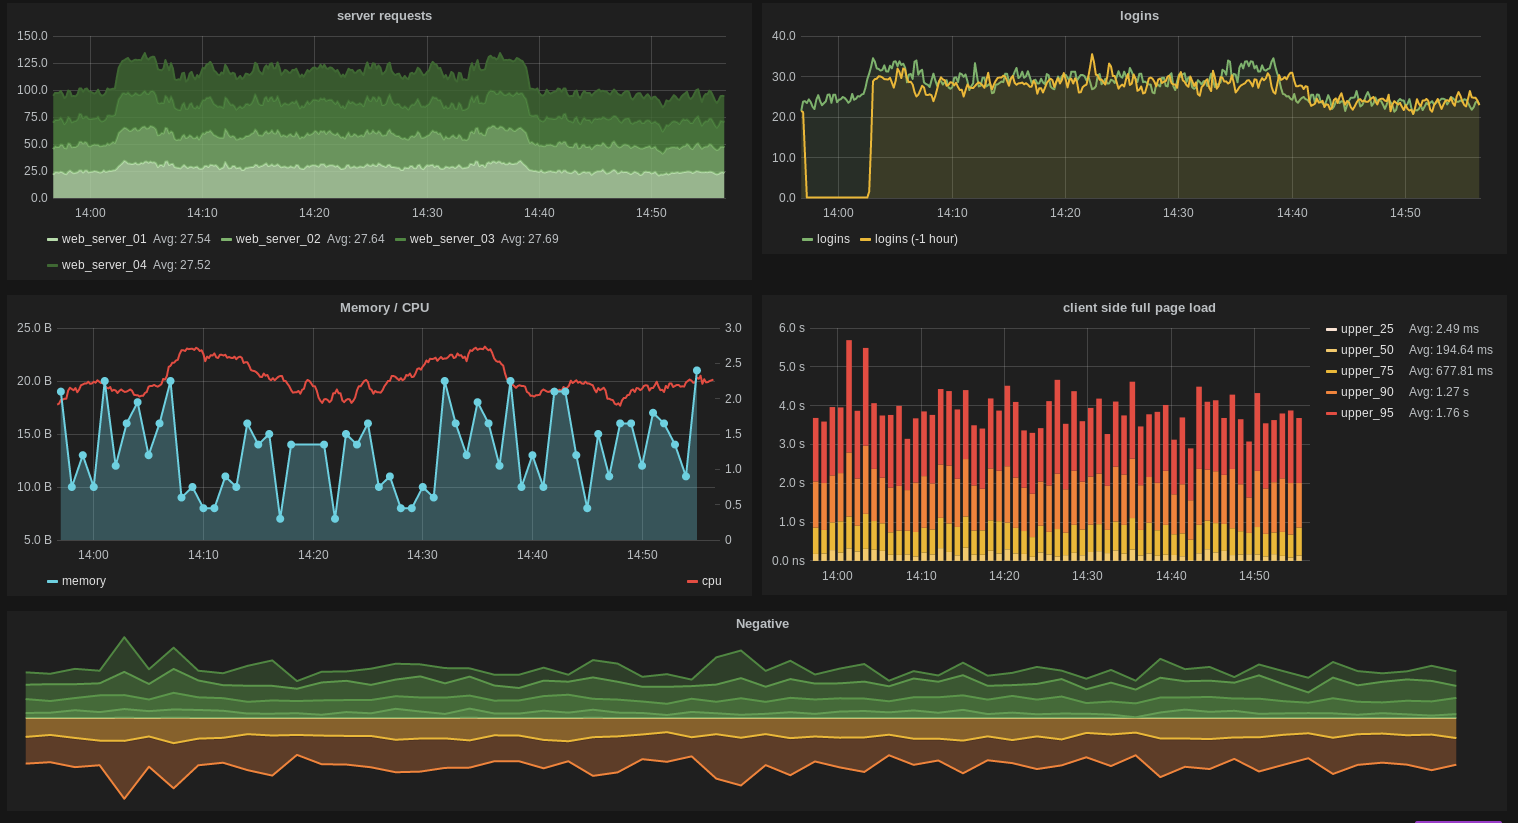 server requests
150.0
125.0
100.0
75.0
50.0
25.0
0.0
14:00 14:10 14:20 14:30 14:40 14:50
web_server_01 Avg: 27.54 web_server_02 Avg: 27.64 web_server_03 Avg: 27.69
web_server_04 Avg: 27.52
logins
40.0
30.0
20.0
10.0
0.0
14:00 14:10 14:20 14:30 14:40 14:50
logins logins (-1 hour)
Memory / CPU
25.0 B
20.0 B
15.0 B
10.0 B
5.0 B
3.0
2.5
2.0
1.5
1.0
0.5
0
14:00 14:10 14:20 14:30 14:40 14:50
memory cpu
client side full page load
6.0 s
5.0 s
4.0 s
3.0 s
2.0 s
1.0 s
0.0 ns
14:00 14:10 14:20 14:30 14:40 14:50
upper_25 Avg: 2.49 ms
upper_50 Avg: 194.64 ms
upper_75 Avg: 677.81 ms
upper_90 Avg: 1.27 s
upper_95 Avg: 1.76 s
Negative